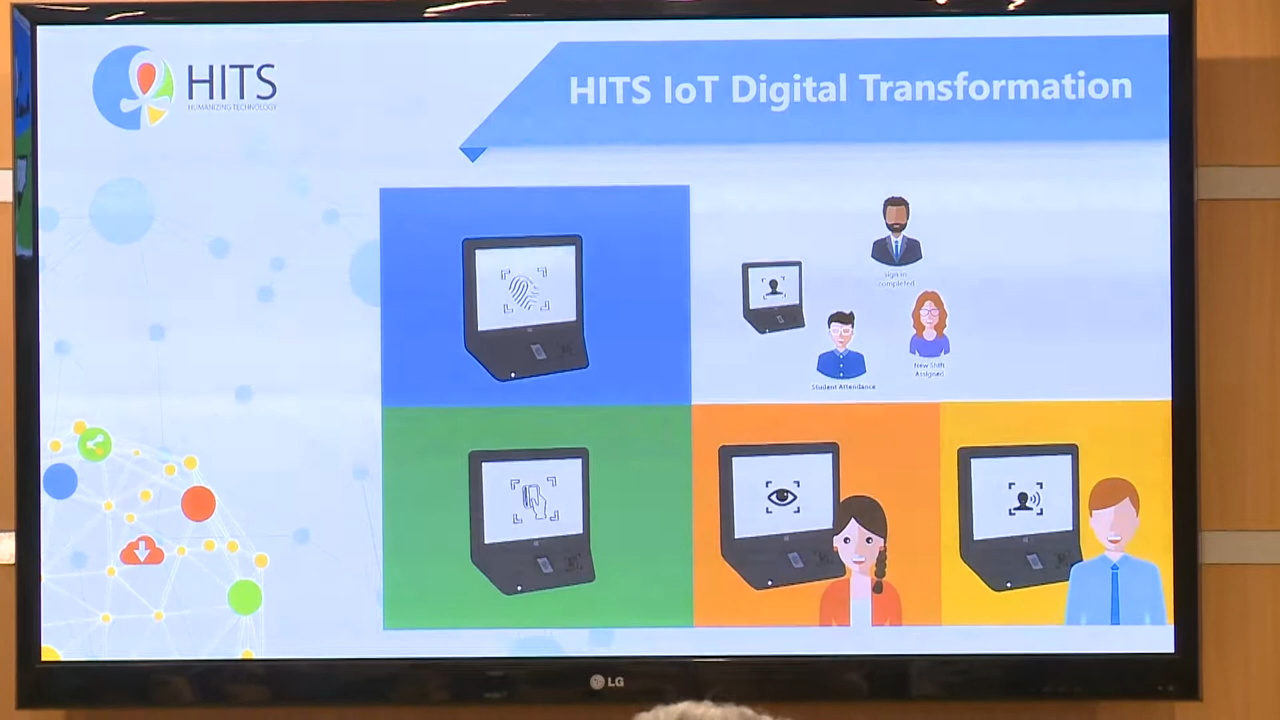 HITS
HUMANIZING TECHNOLOGY
HITS IoT Digital Transformation
sign in
completed
Student Attendance
New Shift
Assigned
LG